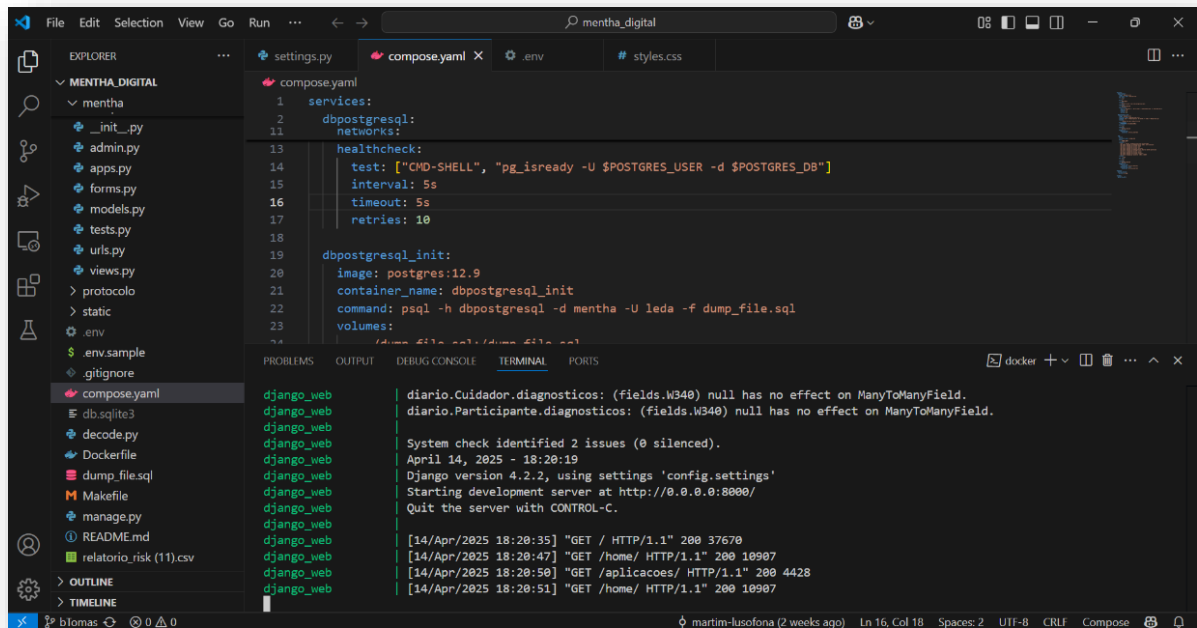 File Edit Selection View Go Run ··· mentha_digital
EXPLORER ···
MENTHA_DIGITAL
mentha
__init__.py
admin.py
apps.py
forms.py
models.py
tests.py
urls.py
views.py
protocolo
static
.env
.env.sample
.gitignore
compose.yaml
db.sqlite3
decode.py
Dockerfile
dump_file.sql
Makefile
manage.py
README.md
relatorio_risk (11).csv
OUTLINE
TIMELINE
settings.py compose.yaml .env # styles.css
compose.yaml
1 services:
2 dbpostgresql:
11 networks:
13 healthcheck:
14 test: ["CMD-SHELL", "pg_isready -U $POSTGRES_USER -d $POSTGRES_DB"]
15 interval: 5s
16 timeout: 5s
17 retries: 10
18
19 dbpostgresql_init:
20 image: postgres:12.9
21 container_name: dbpostgresql_init
22 command: psql -h dbpostgresql -d mentha -U leda -f dump_file.sql
23 volumes:
24 - ./dump_file.sql:/dump_file.sql
PROBLEMS OUTPUT DEBUG CONSOLE TERMINAL PORTS docker
django_web | diario.Cuidador.diagnosticos: (fields.W340) null has no effect on ManyToManyField.
django_web | diario.Participante.diagnosticos: (fields.W340) null has no effect on ManyToManyField.
django_web |
django_web | System check identified 2 issues (0 silenced).
django_web | April 14, 2025 - 18:20:19
django_web | Django version 4.2.2, using settings 'config.settings'
django_web | Starting development server at http://0.0.0.0:8000/
django_web | Quit the server with CONTROL-C.
django_web |
django_web | [14/Apr/2025 18:20:35] "GET / HTTP/1.1" 200 37670
django_web | [14/Apr/2025 18:20:47] "GET /home/ HTTP/1.1" 200 10907
django_web | [14/Apr/2025 18:20:50] "GET /aplicacoes/ HTTP/1.1" 200 4428
django_web | [14/Apr/2025 18:20:51] "GET /home/ HTTP/1.1" 200 10907
bTomas 0 0 martim-lusofona (2 weeks ago) Ln 16, Col 18 Spaces: 2 UTF-8 CRLF Compose